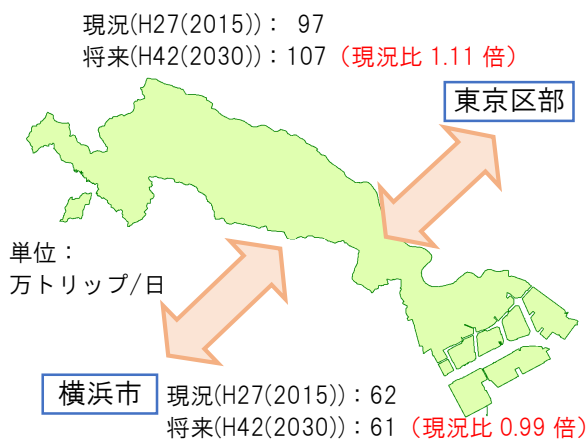 現況(H27(2015))： 97
将来(H42(2030))：107（現況比 1.11 倍）
東京区部
単位：
万トリップ/日
横浜市
現況(H27(2015))：62
将来(H42(2030))：61（現況比 0.99 倍）